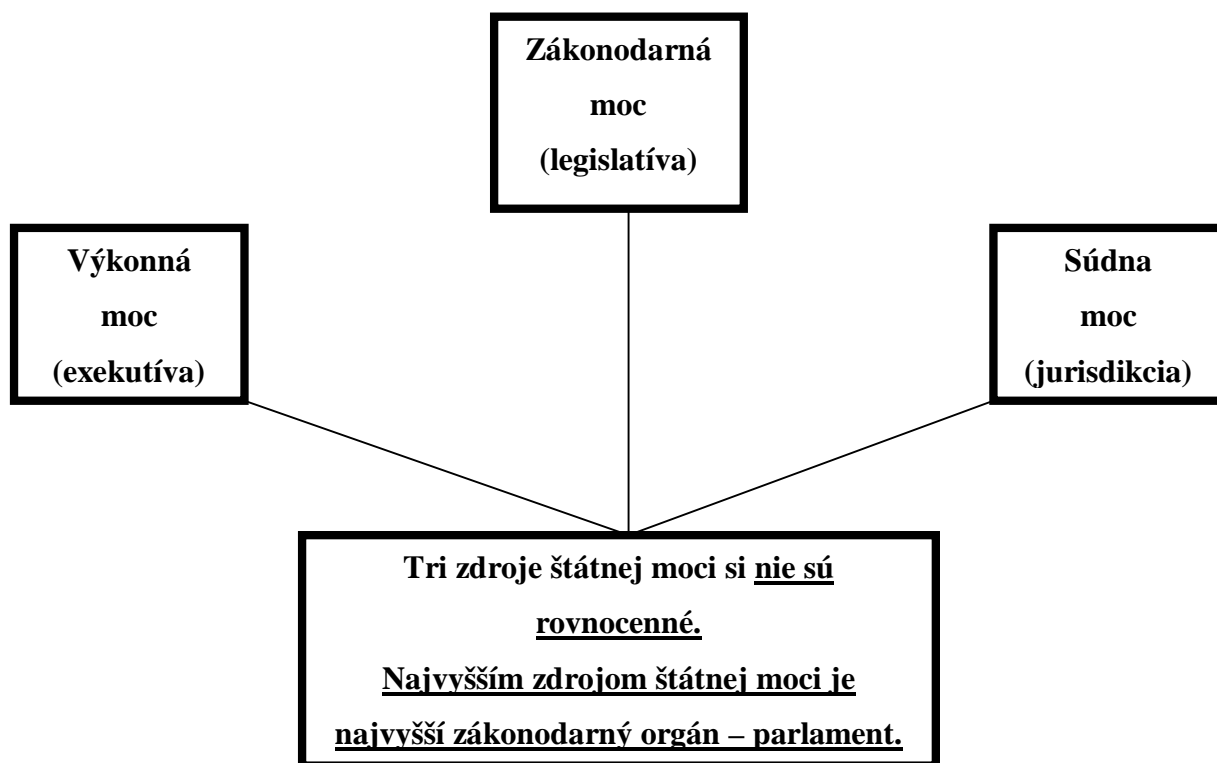 Zákonodarná
moc
(legislatíva)
Výkonná
moc
(exekutíva)
Súdna
moc
(jurisdikcia)
Tri zdroje štátnej moci si nie sú
rovnocenné.
Najvyšším zdrojom štátnej moci je
najvyšší zákonodarný orgán – parlament.